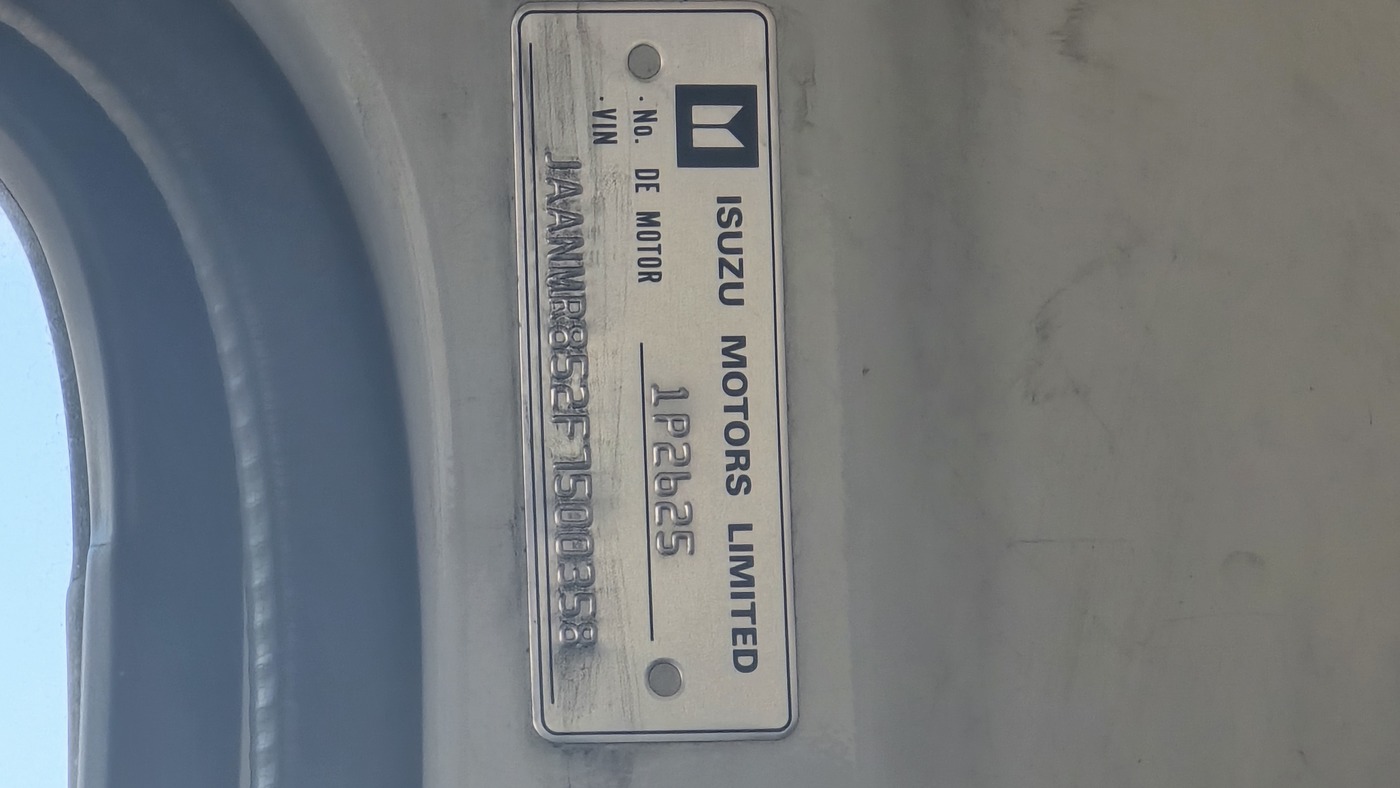 ISUZU MOTORS LIMITED
· No. DE MOTOR 1P2625
· VIN
JAANMR852F7500358